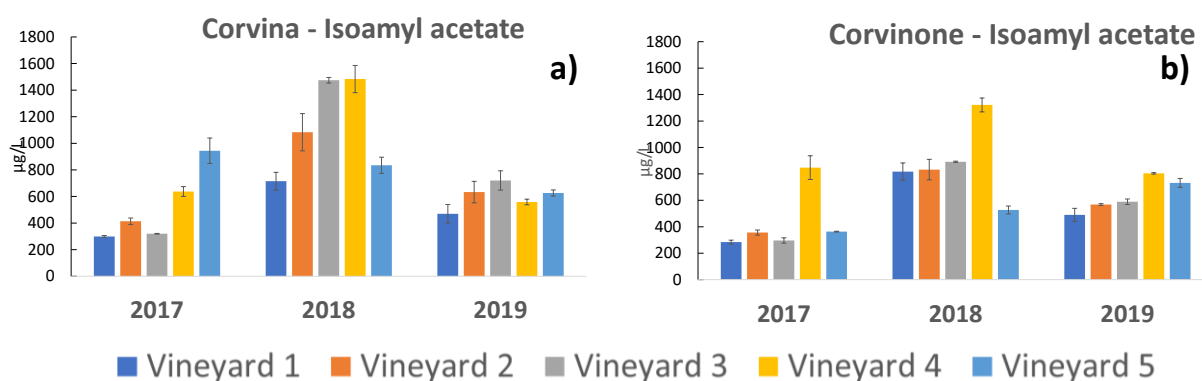 Corvina - Isoamyl acetate
a)
µg/L
1800
1600
1400
1200
1000
800
600
400
200
0
2017 2018 2019
Corvinone - Isoamyl acetate
b)
µg/L
1800
1600
1400
1200
1000
800
600
400
200
0
2017 2018 2019
Vineyard 1 Vineyard 2 Vineyard 3 Vineyard 4 Vineyard 5